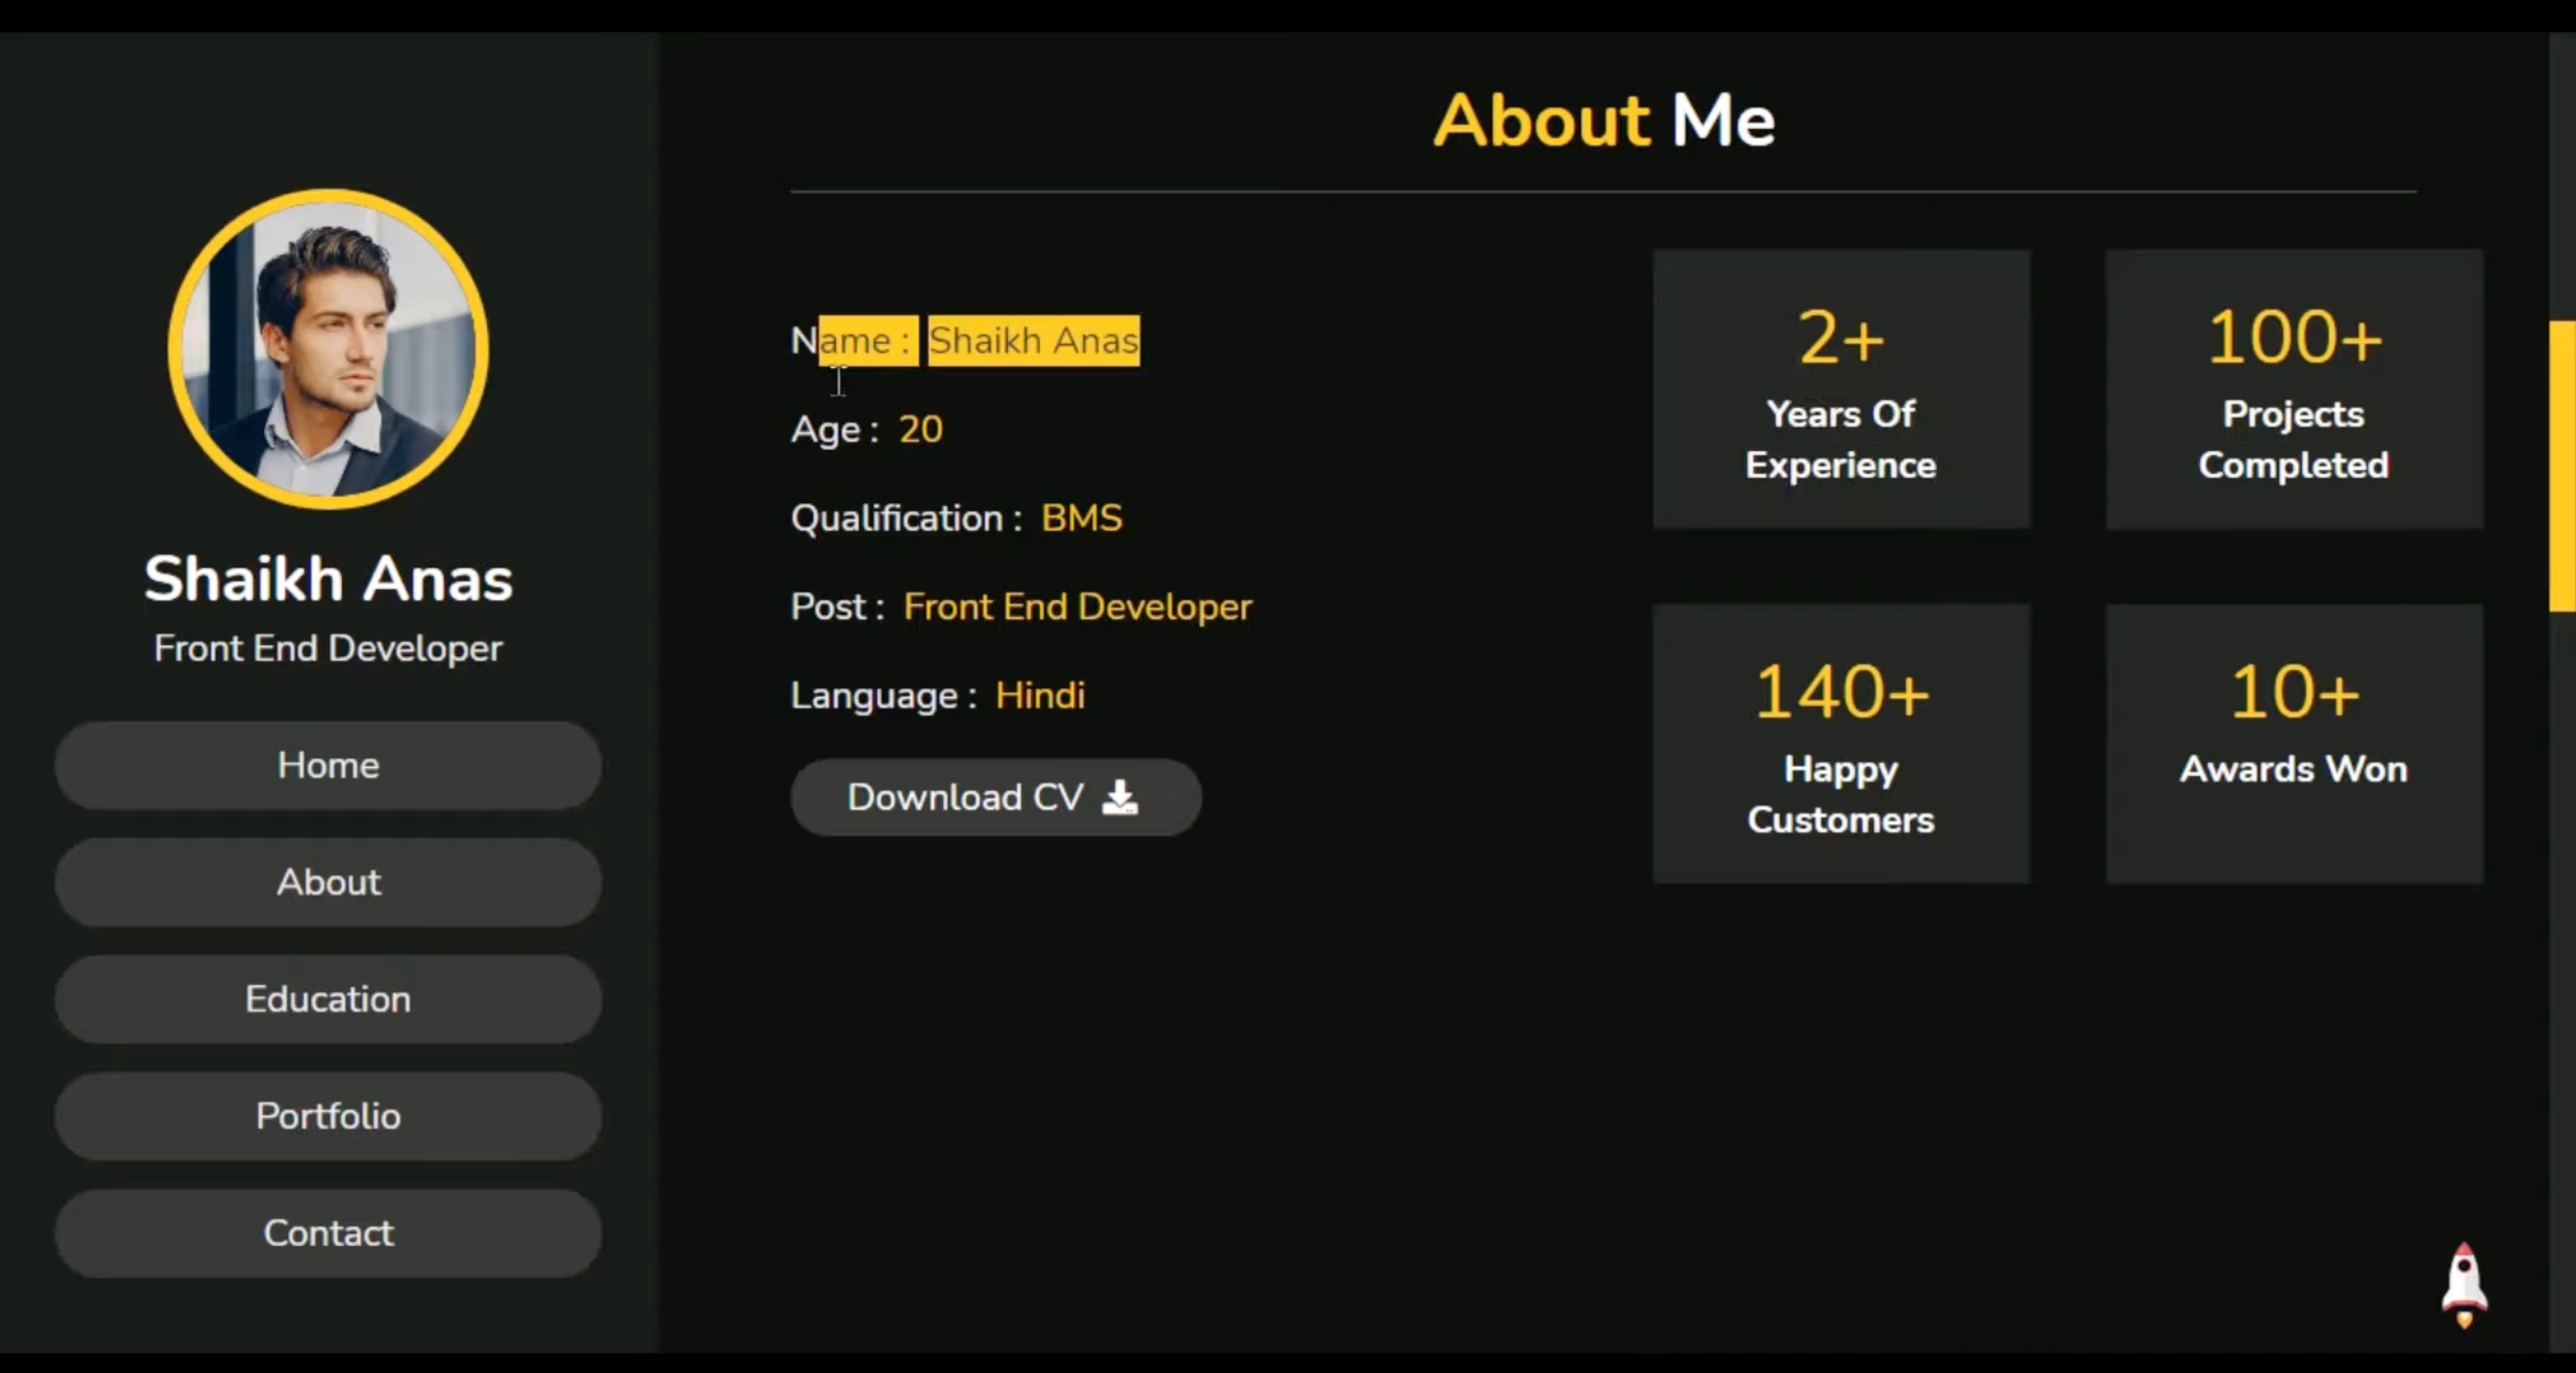 Shaikh Anas
Front End Developer
Home
About
Education
Portfolio
Contact
About Me
Name : Shaikh Anas
Age : 20
Qualification : BMS
Post : Front End Developer
Language : Hindi
Download CV
2+
Years Of
Experience
100+
Projects
Completed
140+
Happy
Customers
10+
Awards Won